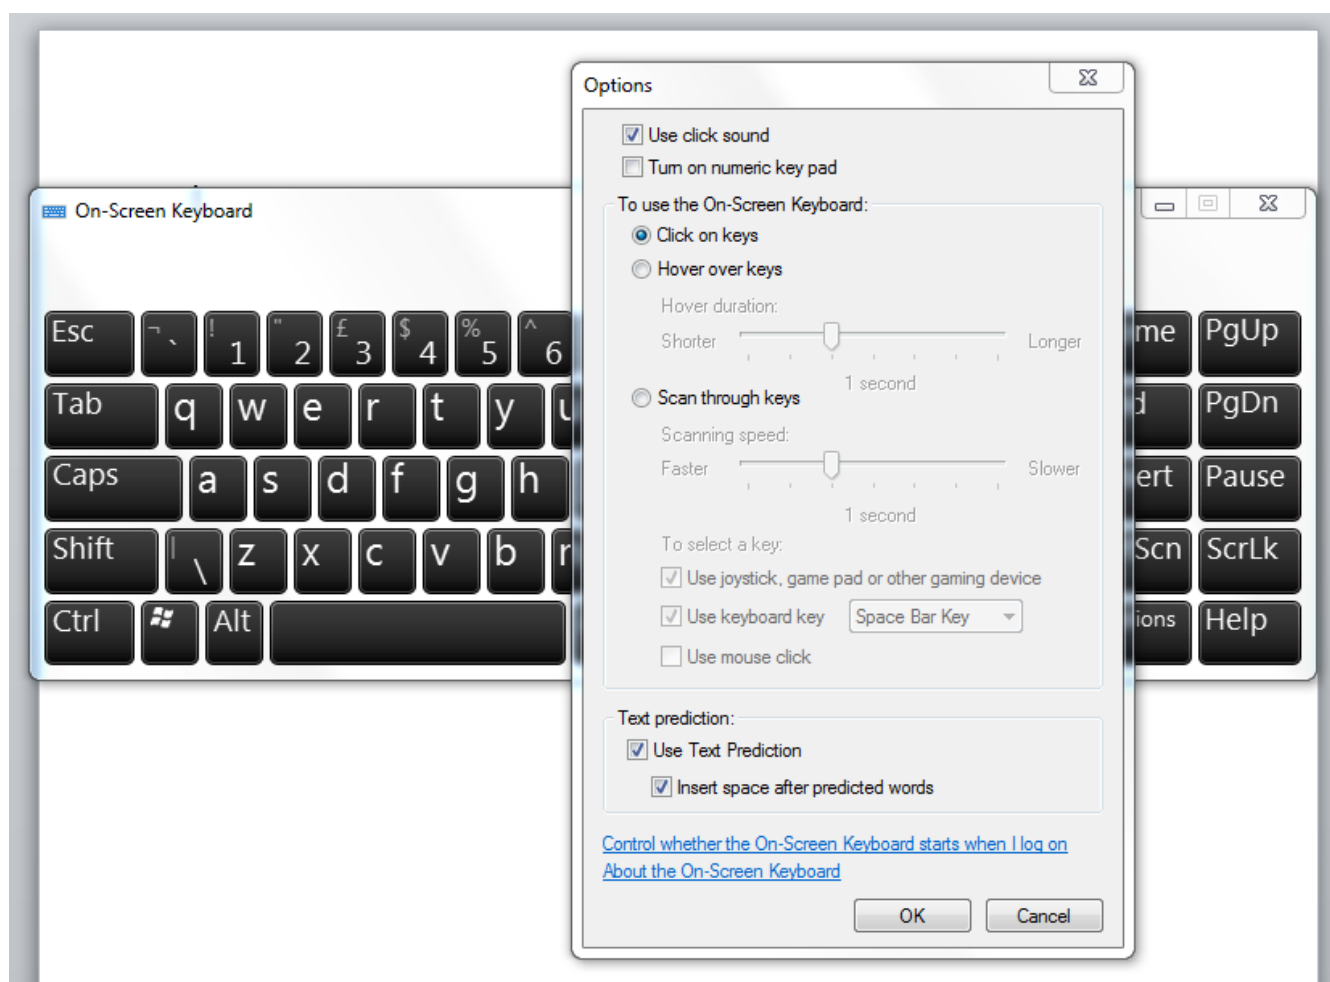 Options
Use click sound
Turn on numeric key pad
On-Screen Keyboard
To use the On-Screen Keyboard:
Click on keys
Hover over keys
Hover duration:
Shorter Longer
1 second
Scan through keys
Scanning speed:
Faster Slower
1 second
To select a key:
Use joystick, game pad or other gaming device
Use keyboard key Space Bar Key
Use mouse click
Text prediction:
Use Text Prediction
Insert space after predicted words
Control whether the On-Screen Keyboard starts when I log on
About the On-Screen Keyboard
OK Cancel
Esc ¬ ` ! 1 " 2 £ 3 $ 4 % 5 ^ 6 me PgUp
Tab q w e r t y u d PgDn
Caps a s d f g h ert Pause
Shift | \ z x c v b n Scn ScrLk
Ctrl Alt ions Help